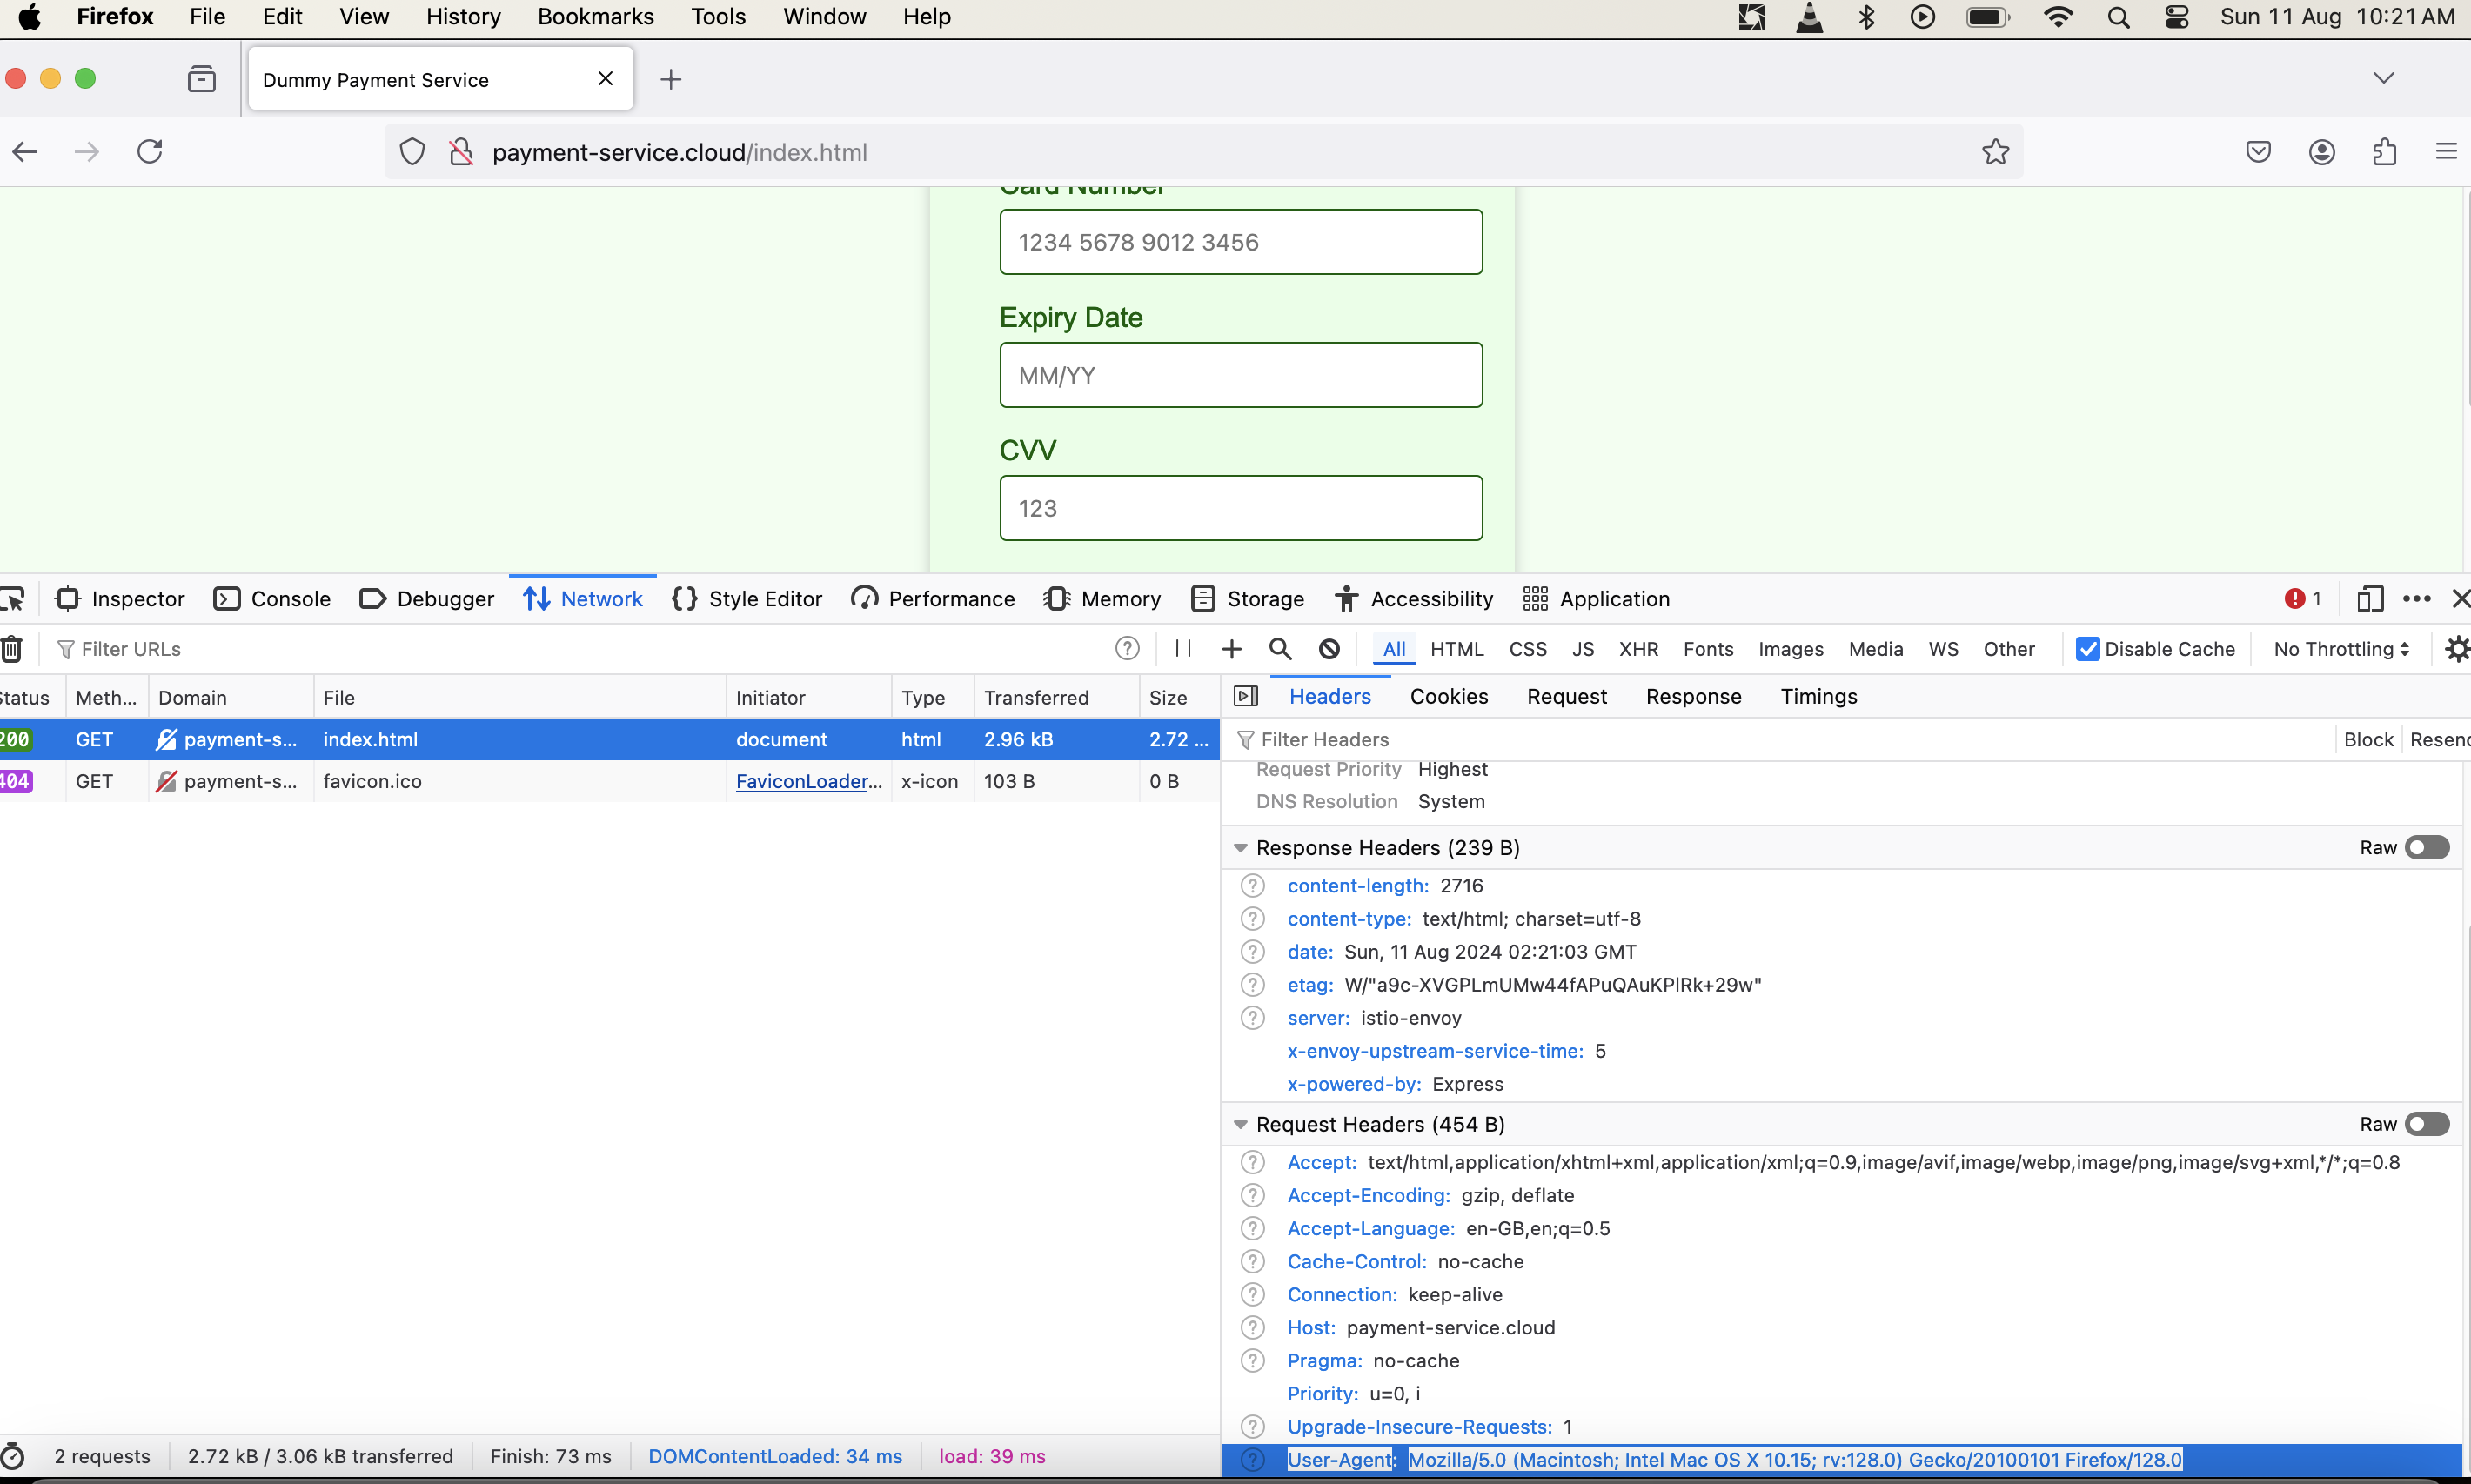 Firefox File Edit View History Bookmarks Tools Window Help Sun 11 Aug 10:21 AM
Dummy Payment Service
payment-service.cloud/index.html
Card Number
1234 5678 9012 3456
Expiry Date
MM/YY
CVV
123
Inspector Console Debugger Network Style Editor Performance Memory Storage Accessibility Application 1
Filter URLs All HTML CSS JS XHR Fonts Images Media WS Other Disable Cache No Throttling
Status Meth... Domain File Initiator Type Transferred Size
Headers Cookies Request Response Timings
200 GET payment-s... index.html document html 2.96 kB 2.72 ...
404 GET payment-s... favicon.ico FaviconLoader... x-icon 103 B 0 B
Filter Headers Block Resend
Request Priority Highest
DNS Resolution System
Response Headers (239 B) Raw
content-length: 2716
content-type: text/html; charset=utf-8
date: Sun, 11 Aug 2024 02:21:03 GMT
etag: W/"a9c-XVGPLmUMw44fAPuQAuKPlRk+29w"
server: istio-envoy
x-envoy-upstream-service-time: 5
x-powered-by: Express
Request Headers (454 B) Raw
Accept: text/html,application/xhtml+xml,application/xml;q=0.9,image/avif,image/webp,image/png,image/svg+xml,*/*;q=0.8
Accept-Encoding: gzip, deflate
Accept-Language: en-GB,en;q=0.5
Cache-Control: no-cache
Connection: keep-alive
Host: payment-service.cloud
Pragma: no-cache
Priority: u=0, i
Upgrade-Insecure-Requests: 1
User-Agent: Mozilla/5.0 (Macintosh; Intel Mac OS X 10.15; rv:128.0) Gecko/20100101 Firefox/128.0
2 requests 2.72 kB / 3.06 kB transferred Finish: 73 ms DOMContentLoaded: 34 ms load: 39 ms